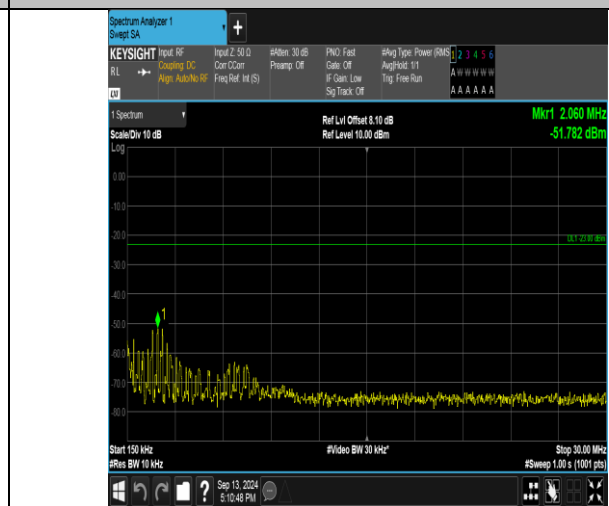 Spectrum Analyzer 1
Swept SA
+
KEYSIGHT
RL
Input: RF
Coupling: DC
Align: Auto/No RF
Input Z: 50 Ω
Corr CCorr
Freq Ref: Int (S)
#Atten: 30 dB
Preamp: Off
PNO: Fast
Gate: Off
IF Gain: Low
Sig Track: Off
#Avg Type: Power (RMS
Avg|Hold: 1/1
Trig: Free Run
1 2 3 4 5 6
A W W W W W
A A A A A A
1 Spectrum
Scale/Div 10 dB
Ref Lvl Offset 8.10 dB
Ref Level 10.00 dBm
Mkr1 2.060 MHz
-51.782 dBm
Log
0.00
-10.0
-20.0
DL1 -23.00 dBm
-30.0
-40.0
-50.0
1
-60.0
-70.0
-80.0
Start 150 kHz
#Res BW 10 kHz
#Video BW 30 kHz*
Stop 30.00 MHz
#Sweep 1.00 s (1001 pts)
?
Sep 13, 2024
5:10:48 PM